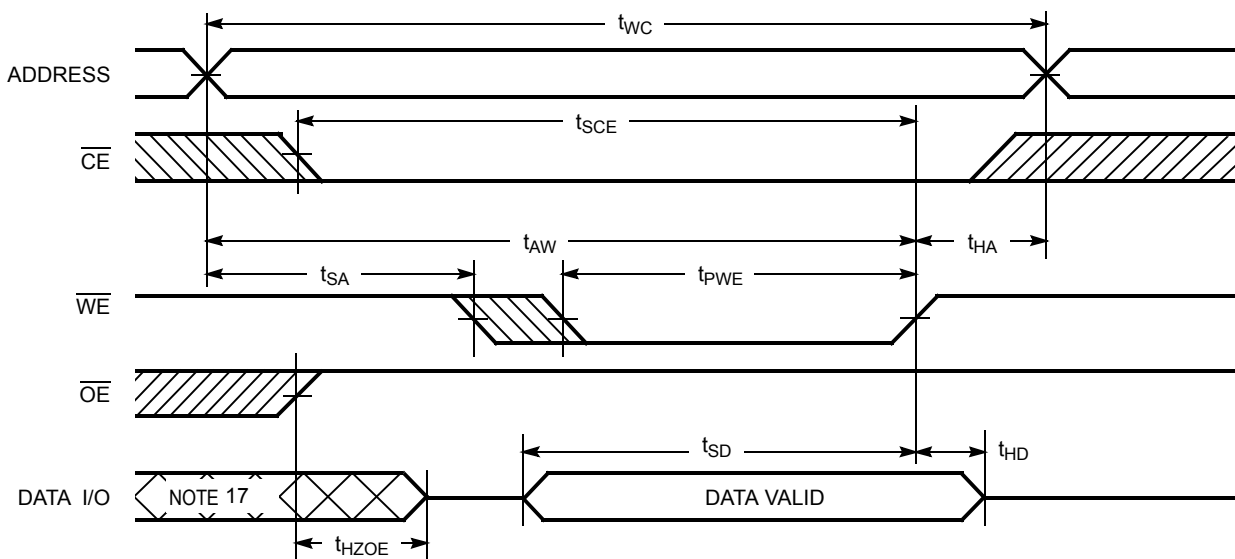 tWC
ADDRESS
tSCE
CE
tAW
tHA
tSA
tPWE
WE
OE
tSD
tHD
DATA I/O
NOTE 17
DATA VALID
tHZOE